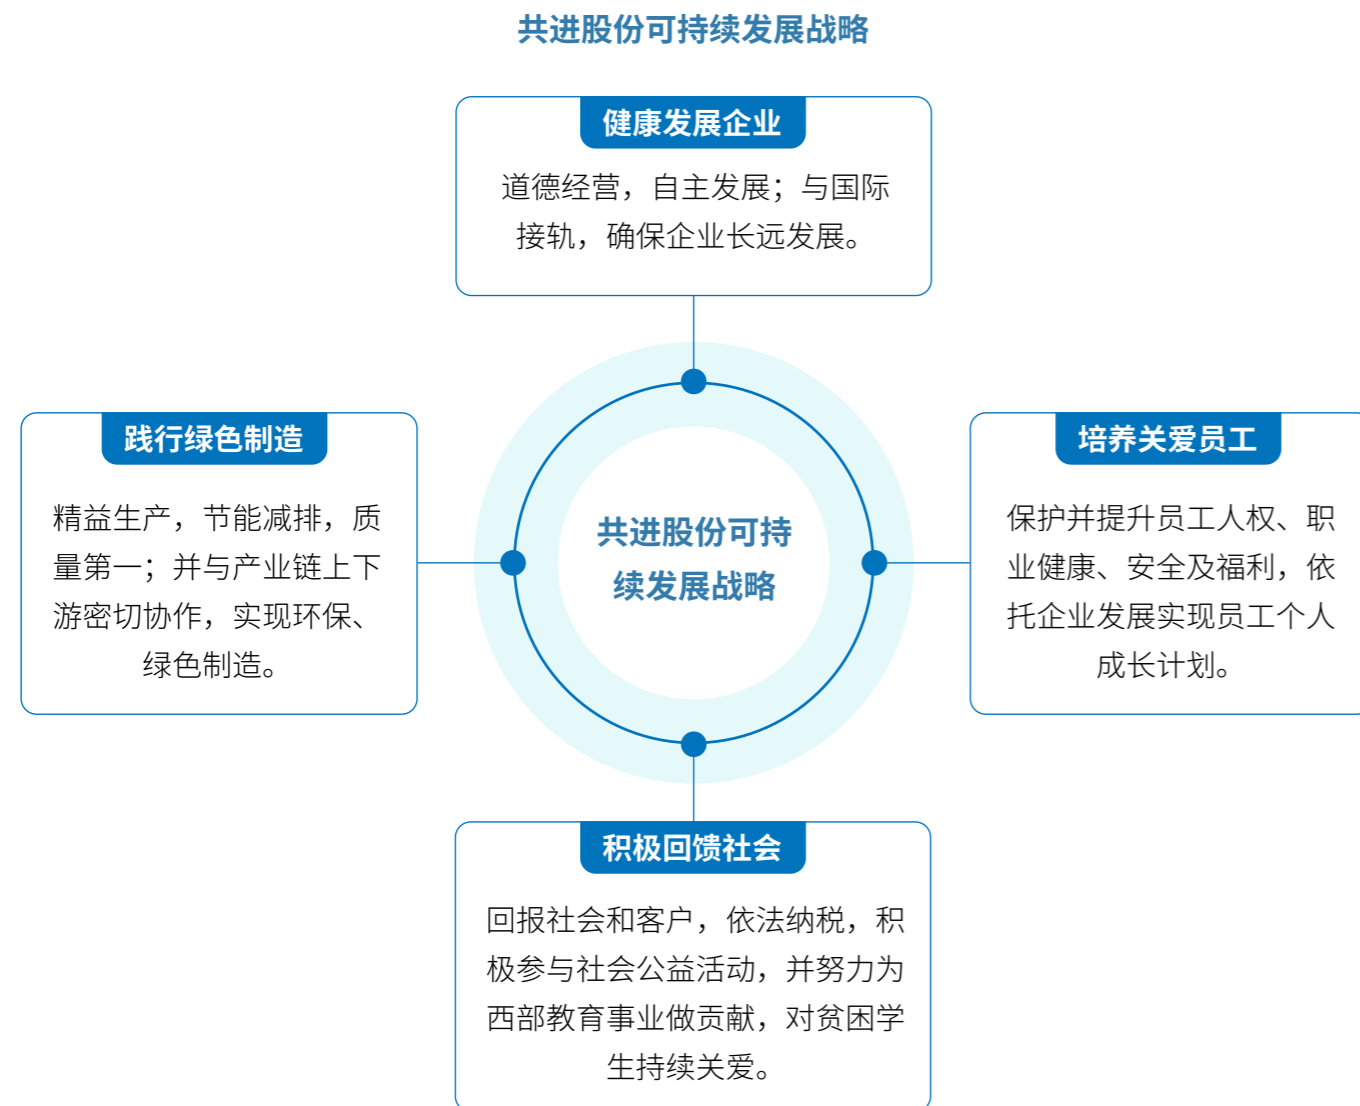 共进股份可持续发展战略
健康发展企业
道德经营，自主发展；与国际
接轨，确保企业长远发展。
践行绿色制造
精益生产，节能减排，质
量第一；并与产业链上下
游密切协作，实现环保、
绿色制造。
共进股份可持
续发展战略
培养关爱员工
保护并提升员工人权、职
业健康、安全及福利，依
托企业发展实现员工个人
成长计划。
积极回馈社会
回报社会和客户，依法纳税，积
极参与社会公益活动，并努力为
西部教育事业做贡献，对贫困学
生持续关爱。